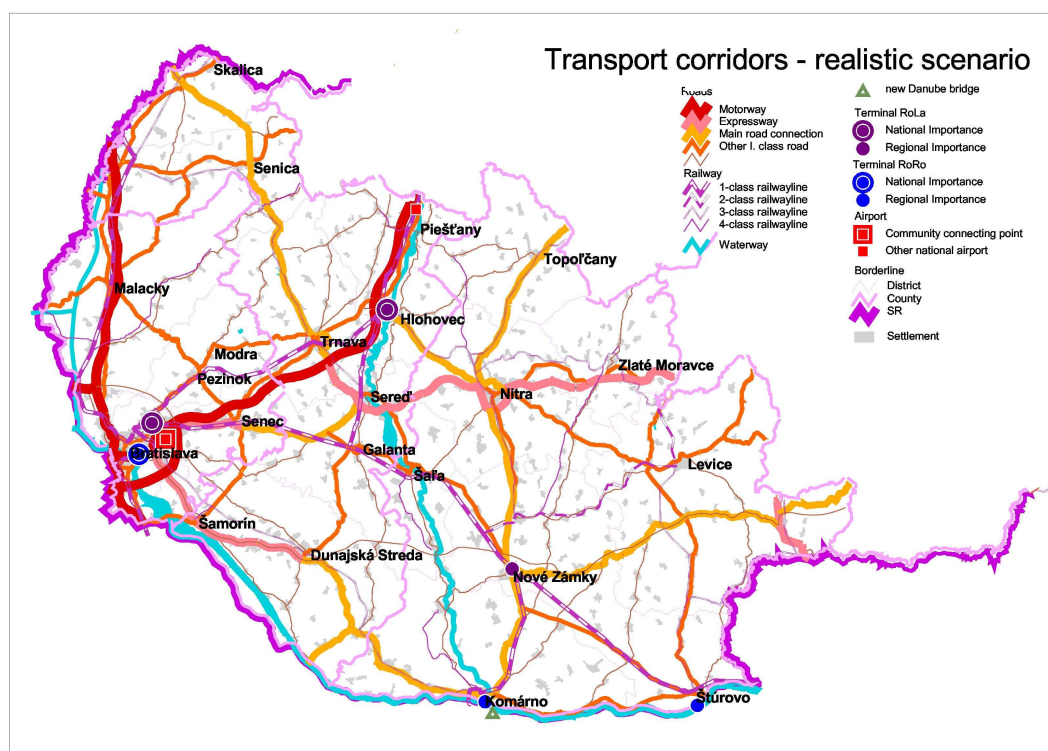 Transport corridors - realistic scenario
Roads
Motorway
Expressway
Main road connection
Other I. class road
Railway
1-class railwayline
2-class railwayline
3-class railwayline
4-class railwayline
Waterway
new Danube bridge
Terminal RoLa
National Importance
Regional Importance
Terminal RoRo
National Importance
Regional Importance
Airport
Community connecting point
Other national airport
Borderline
District
County
SR
Settlement
Skalica
Senica
Piešťany
Topoľčany
Malacky
Hlohovec
Trnava
Modra
Zlaté Moravce
Pezinok
Sereď
Nitra
Senec
Galanta
Bratislava
Levice
Šaľa
Šamorín
Dunajská Streda
Nové Zámky
Komárno
Štúrovo